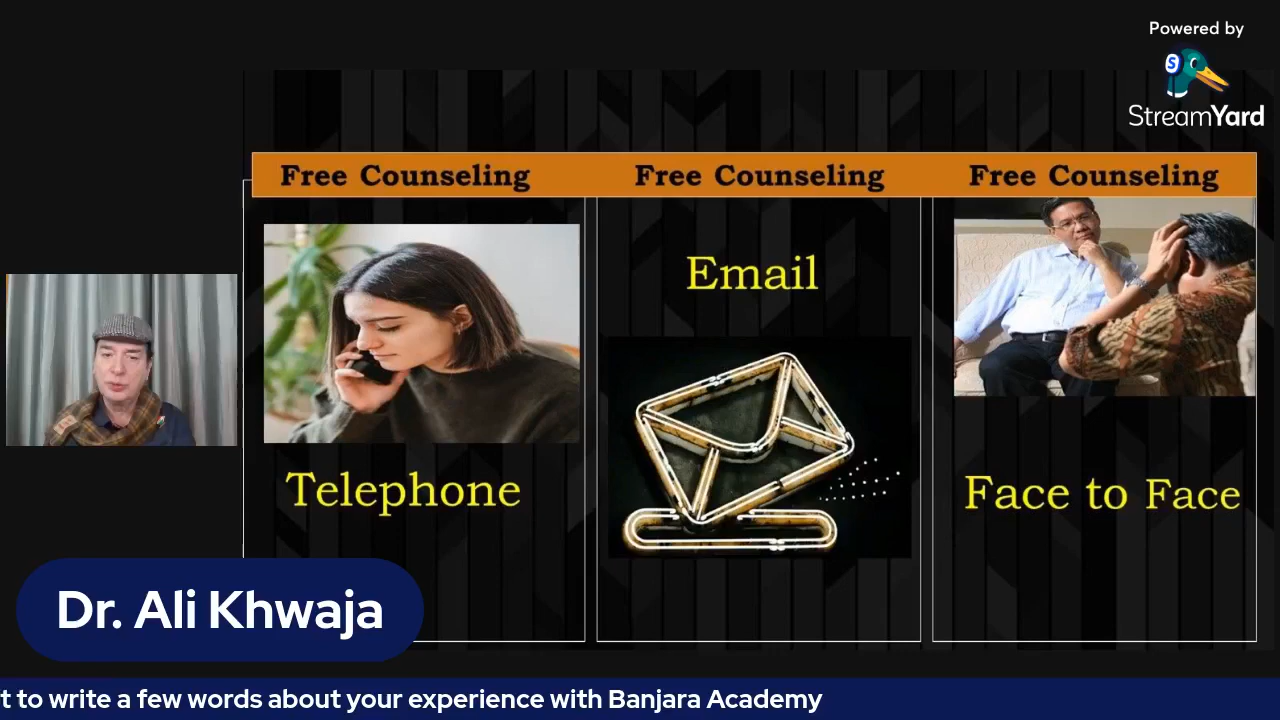 Powered by
S
StreamYard
Free Counseling
Free Counseling
Free Counseling
Telephone
Email
Face to Face
Dr. Ali Khwaja
t to write a few words about your experience with Banjara Academy